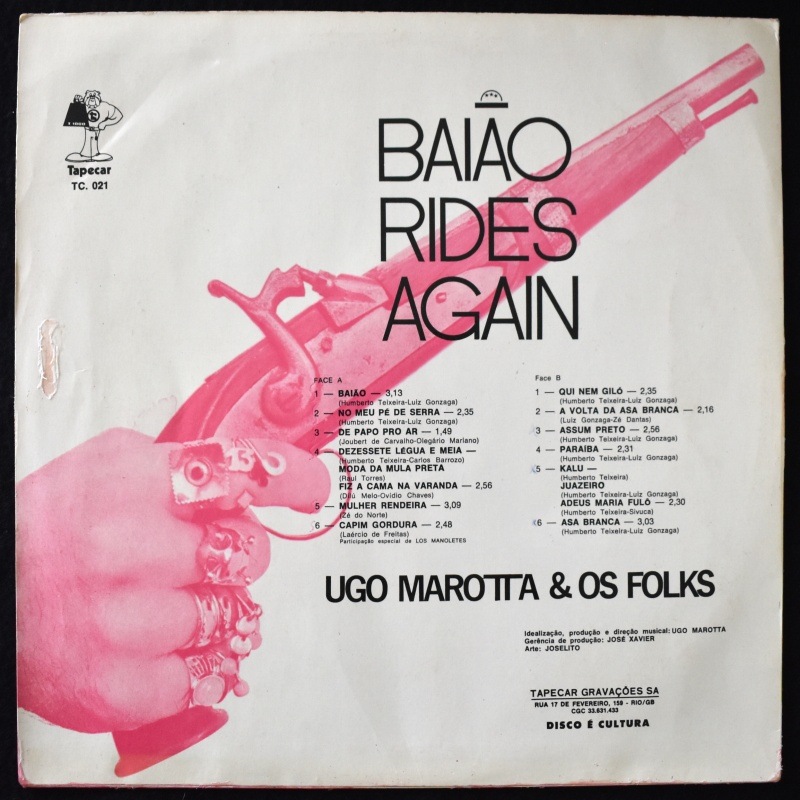 Tapecar
TC. 021
BAIÃO
RIDES
AGAIN
FACE A
1 — BAIÃO — 3,13
(Humberto Teixeira-Luiz Gonzaga)
2 — NO MEU PÉ DE SERRA — 2,35
(Humberto Teixeira-Luiz Gonzaga)
3 — DE PAPO PRO AR — 1,49
(Joubert de Carvalho-Olegário Mariano)
4 — DEZESSETE LÉGUA E MEIA —
(Humberto Teixeira-Carlos Barrozo)
MODA DA MULA PRETA
(Raul Torres)
FIZ A CAMA NA VARANDA — 2,56
(Dilú Melo-Ovídio Chaves)
5 — MULHER RENDEIRA — 3,09
(Zé do Norte)
6 — CAPIM GORDURA — 2,48
(Laércio de Freitas)
Participação especial de LOS MANOLETES
Face B
1 — QUI NEM GILÓ — 2,35
(Humberto Teixeira-Luiz Gonzaga)
2 — A VOLTA DA ASA BRANCA — 2,16
(Luiz Gonzaga-Zé Dantas)
3 — ASSUM PRETO — 2,56
(Humberto Teixeira-Luiz Gonzaga)
4 — PARAÍBA — 2,31
(Humberto Teixeira-Luiz Gonzaga)
5 — KALU —
(Humberto Teixeira)
JUAZEIRO
(Humberto Teixeira-Luiz Gonzaga)
ADEUS MARIA FULÔ — 2,30
(Humberto Teixeira-Sivuca)
6 — ASA BRANCA — 3,03
(Humberto Teixeira-Luiz Gonzaga)
UGO MAROTTA & OS FOLKS
Idealização, produção e direção musical: UGO MAROTTA
Gerência de produção: JOSÉ XAVIER
Arte: JOSELITO
TAPECAR GRAVAÇÕES SA
RUA 17 DE FEVEREIRO, 159 - RIO/GB
CGC 33.631.433
DISCO É CULTURA